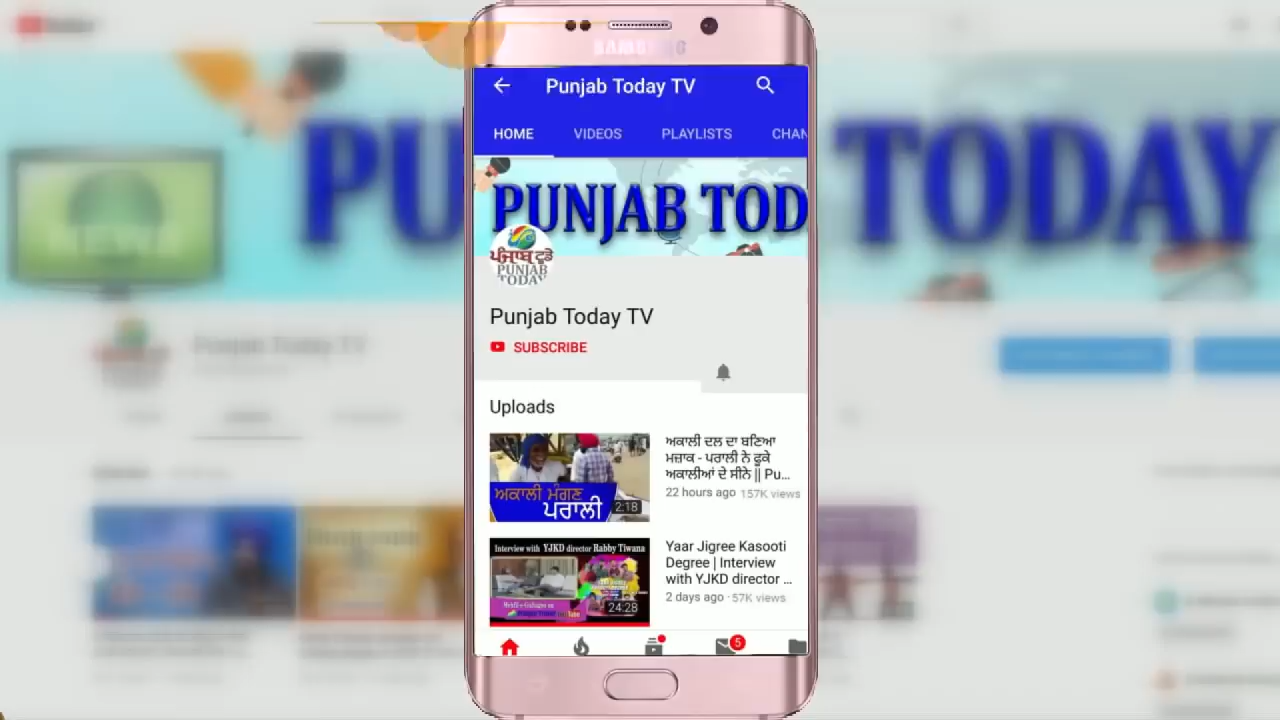 SAMSUNG
Punjab Today TV
HOME VIDEOS PLAYLISTS CHAN
PUNJAB TOD
PU
TODAY
ਪੰਜਾਬ ਟੂਡੇ
PUNJAB
TODAY
Punjab Today TV
SUBSCRIBE
Uploads
ਅਕਾਲੀ ਮੰਗਣ
ਪਰਾਲੀ
2:18
ਅਕਾਲੀ ਦਲ ਦਾ ਬਣਿਆ
ਮਜ਼ਾਕ - ਪਰਾਲੀ ਨੇ ਫੂਕੇ
ਅਕਾਲੀਆਂ ਦੇ ਸੀਨੇ || Pu...
22 hours ago 157K views
Interview with YJKD director Rabby Tiwana
24:28
Yaar Jigree Kasooti
Degree | Interview
with YJKD director ...
2 days ago · 57K views
5